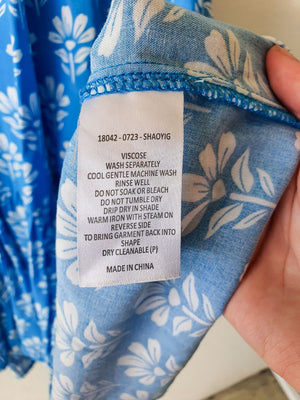 18042 - 0723 - SHAOYIG
VISCOSE
WASH SEPARATELY
COOL GENTLE MACHINE WASH
RINSE WELL
DO NOT SOAK OR BLEACH
DO NOT TUMBLE DRY
DRIP DRY IN SHADE
WARM IRON WITH STEAM ON
REVERSE SIDE
TO BRING GARMENT BACK INTO
SHAPE
DRY CLEANABLE (P)
MADE IN CHINA